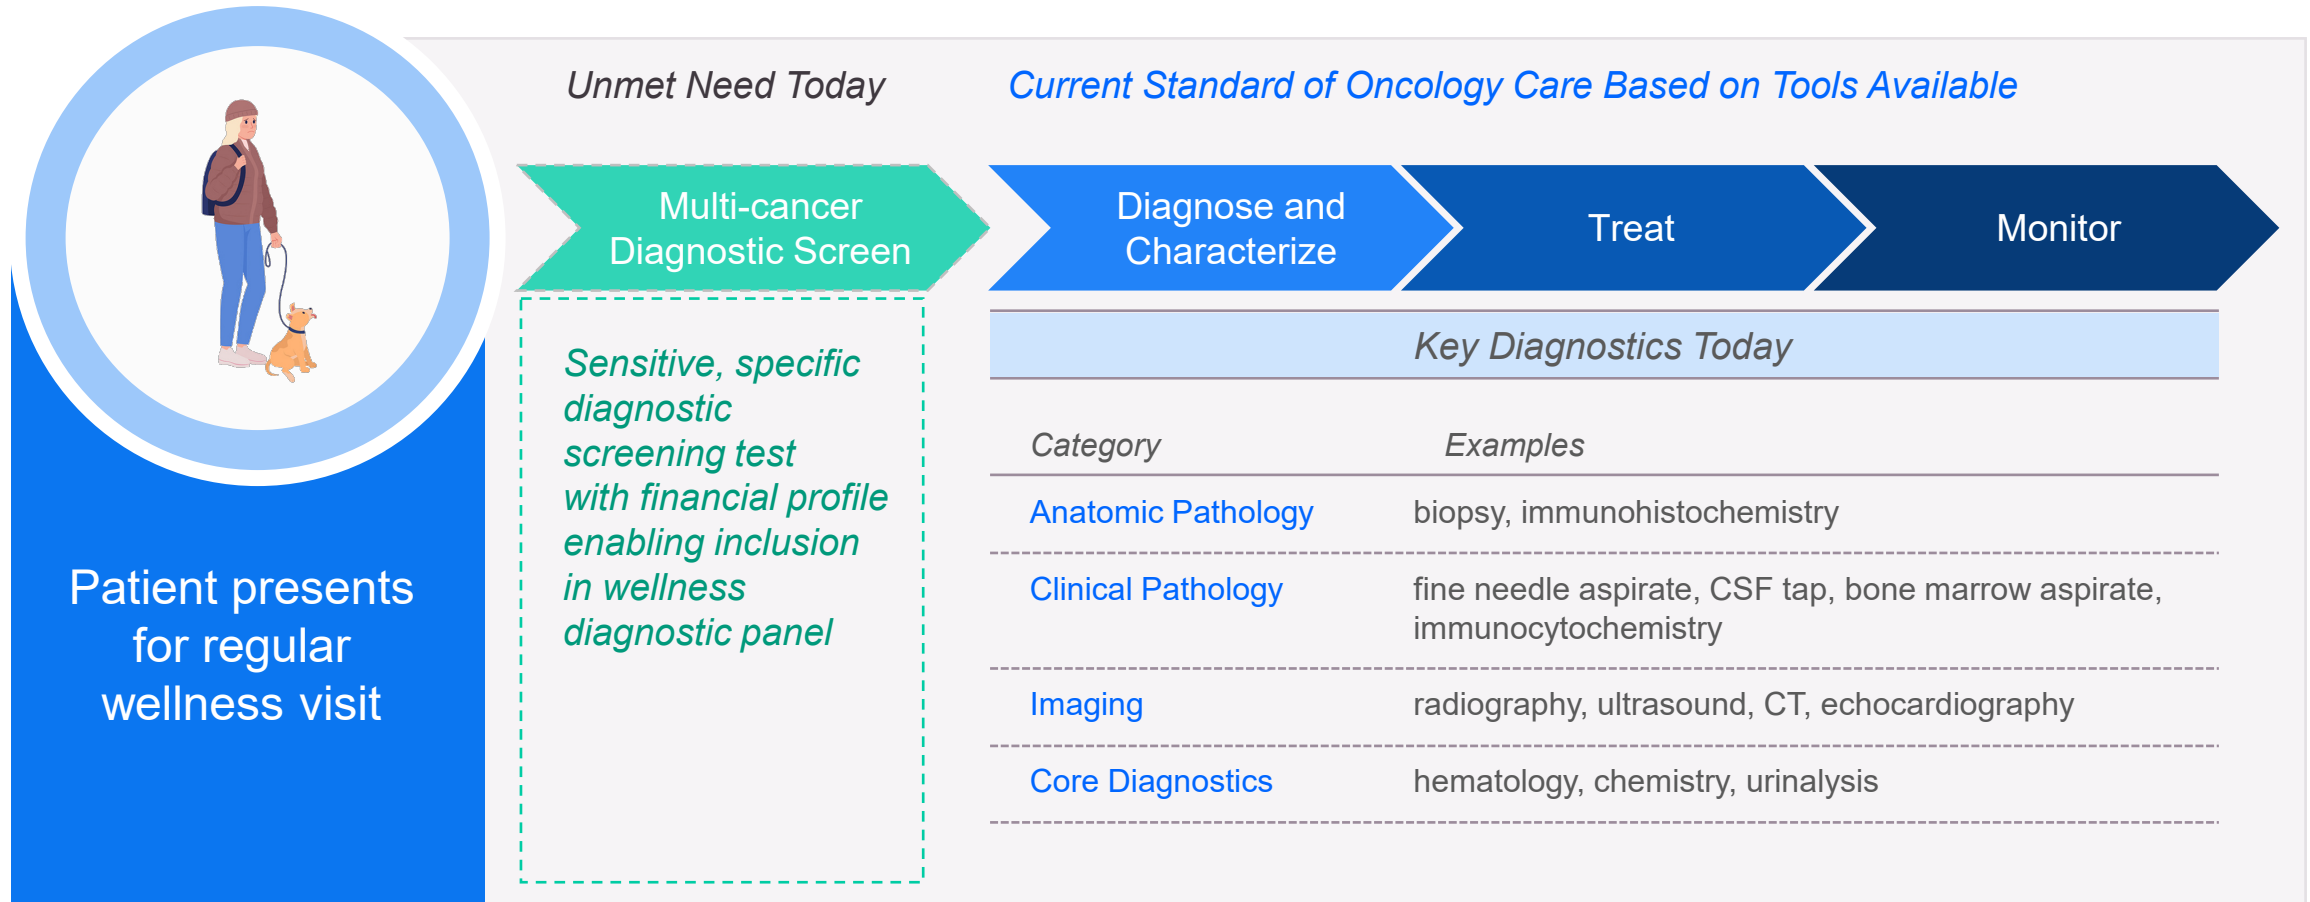 Unmet Need Today
Current Standard of Oncology Care Based on Tools Available
Multi-cancer
Diagnostic Screen
Diagnose and
Characterize
Treat
Monitor
Patient presents
for regular
wellness visit
Sensitive, specific
diagnostic
screening test
with financial profile
enabling inclusion
in wellness
diagnostic panel
Key Diagnostics Today
Category
Examples
Anatomic Pathology
biopsy, immunohistochemistry
Clinical Pathology
fine needle aspirate, CSF tap, bone marrow aspirate,
immunocytochemistry
Imaging
radiography, ultrasound, CT, echocardiography
Core Diagnostics
hematology, chemistry, urinalysis